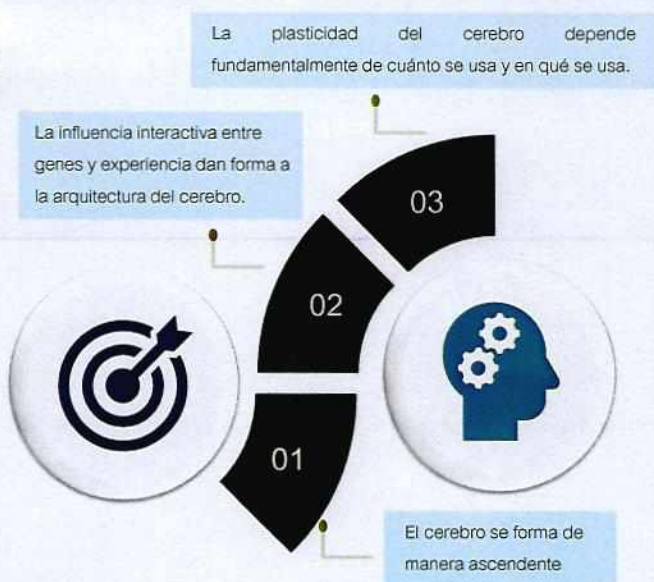 La plasticidad del cerebro depende
fundamentalmente de cuánto se usa y en qué se usa.
La influencia interactiva entre
genes y experiencia dan forma a
la arquitectura del cerebro.
03
02
01
El cerebro se forma de
manera ascendente